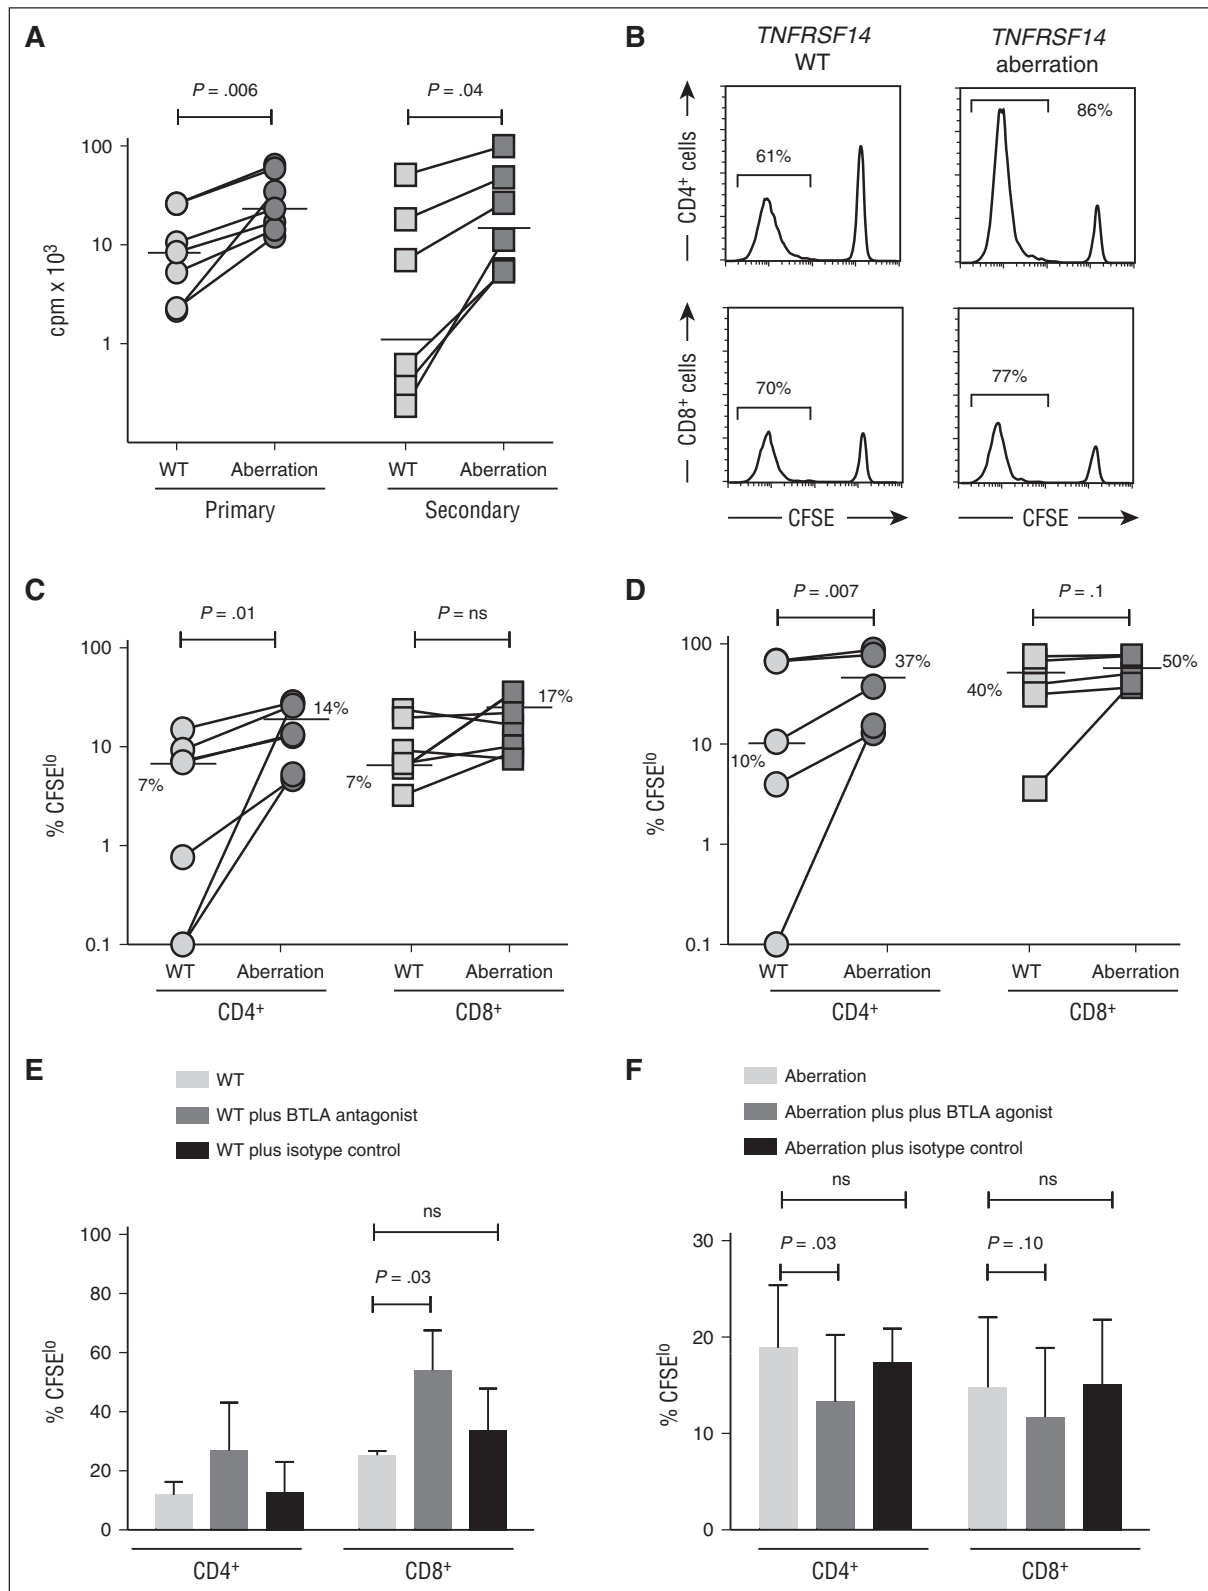 A
P = .006
P = .04
100
10
1
cpm x 10³
WT
Aberration
WT
Aberration
Primary
Secondary
B
TNFRSF14
WT
TNFRSF14
aberration
CD4⁺ cells
61%
86%
CD8⁺ cells
70%
77%
CFSE
CFSE
C
P = .01
P = ns
100
10
1
0.1
% CFSEˡᵒ
7%
14%
7%
17%
WT
Aberration
WT
Aberration
CD4⁺
CD8⁺
D
P = .007
P = .1
100
10
1
0.1
% CFSEˡᵒ
10%
37%
40%
50%
WT
Aberration
WT
Aberration
CD4⁺
CD8⁺
E
WT
WT plus BTLA antagonist
WT plus isotype control
ns
P = .03
100
80
60
40
20
0
% CFSEˡᵒ
CD4⁺
CD8⁺
F
Aberration
Aberration plus plus BTLA agonist
Aberration plus isotype control
ns
ns
P = .03
P = .10
30
20
10
0
% CFSEˡᵒ
CD4⁺
CD8⁺